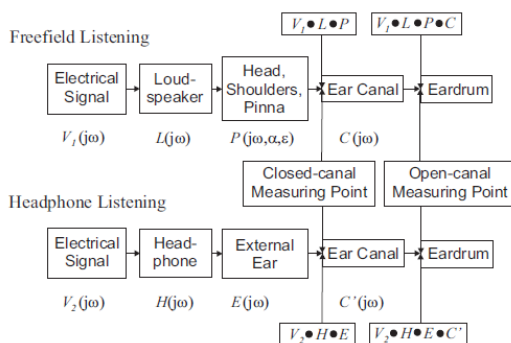 V₁●L●P
V₁●L●P●C
Freefield Listening
Electrical
Signal
Loud-
speaker
Head,
Shoulders,
Pinna
Ear Canal
Eardrum
V₁(jω)
L(jω)
P(jω,α,ε)
C(jω)
Closed-canal
Measuring Point
Open-canal
Measuring Point
Headphone Listening
Electrical
Signal
Head-
phone
External
Ear
Ear Canal
Eardrum
V₂(jω)
H(jω)
E(jω)
C'(jω)
V₂●H●E
V₂●H●E●C'